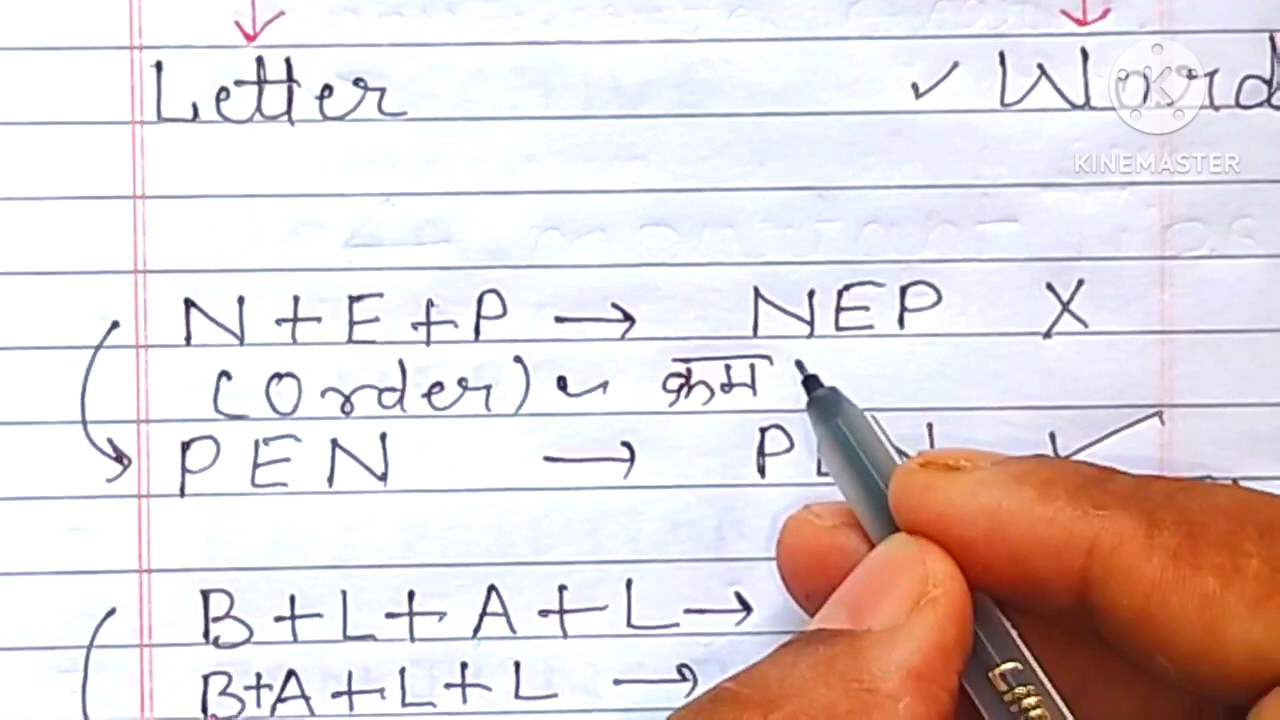 Letter ✓ Word
KINEMASTER
N + E + P → NEP X
(Order) क्रम
PEN → ✓
B + L + A + L →
B + A + L + L →